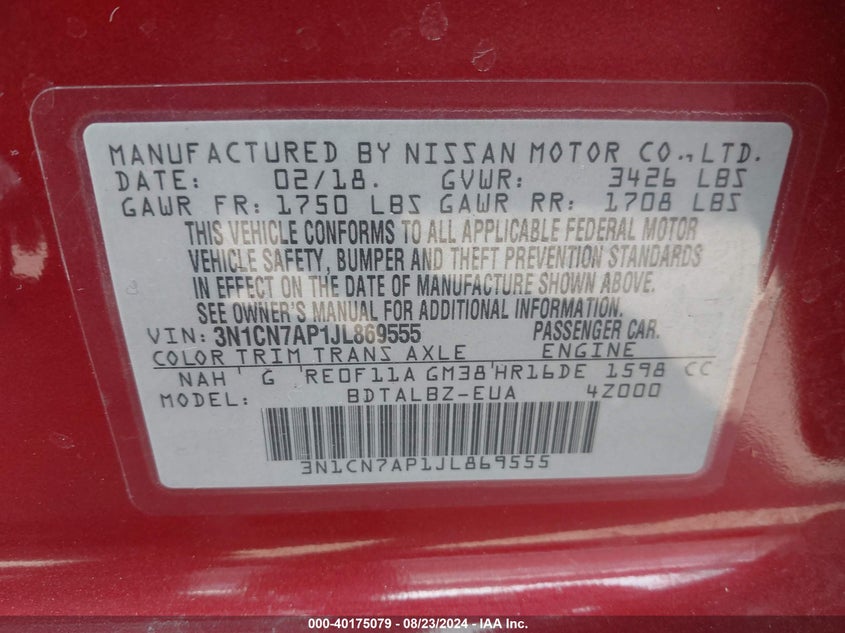 MANUFACTURED BY NISSAN MOTOR CO., LTD.
DATE: 02/18. GVWR: 3426 LBS
GAWR FR: 1750 LBS GAWR RR: 1708 LBS
THIS VEHICLE CONFORMS TO ALL APPLICABLE FEDERAL MOTOR
VEHICLE SAFETY, BUMPER AND THEFT PREVENTION STANDARDS
IN EFFECT ON THE DATE OF MANUFACTURE SHOWN ABOVE.
SEE OWNER'S MANUAL FOR ADDITIONAL INFORMATION.
VIN: 3N1CN7AP1JL869555 PASSENGER CAR.
COLOR TRIM TRANS AXLE ENGINE
NAH ' G ' RE0F11A GM38 ' HR16DE 1598 CC
MODEL: BDTALBZ-EUA 4Z000
3N1CN7AP1JL869555
000-40175079 - 08/23/2024 - Copyright © 2024 IAA, LLC.